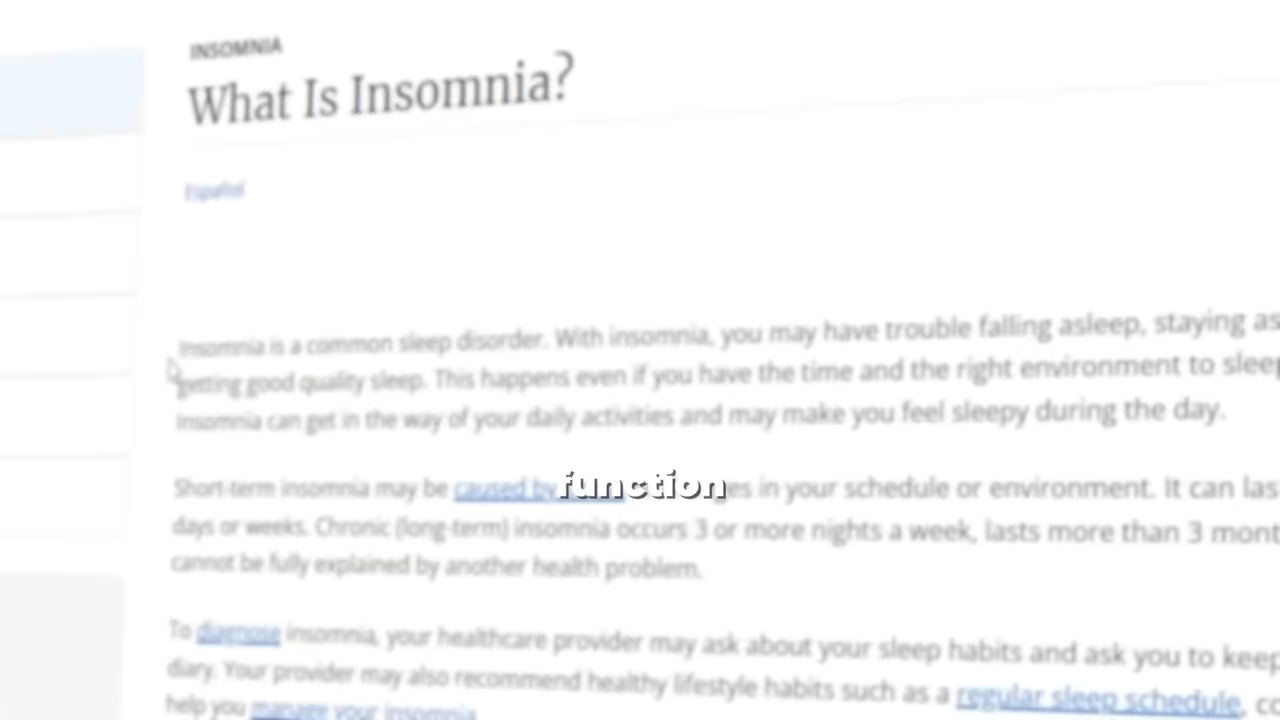 INSOMNIA
What Is Insomnia?
Español
Insomnia is a common sleep disorder. With insomnia, you may have trouble falling asleep, staying as
getting good quality sleep. This happens even if you have the time and the right environment to sleep
Insomnia can get in the way of your daily activities and may make you feel sleepy during the day.
Short-term insomnia may be caused by ges in your schedule or environment. It can las
function
days or weeks. Chronic (long-term) insomnia occurs 3 or more nights a week, lasts more than 3 mont
cannot be fully explained by another health problem.
To diagnose insomnia, your healthcare provider may ask about your sleep habits and ask you to keep
diary. Your provider may also recommend healthy lifestyle habits such as a regular sleep schedule, co
help you manage your insomnia